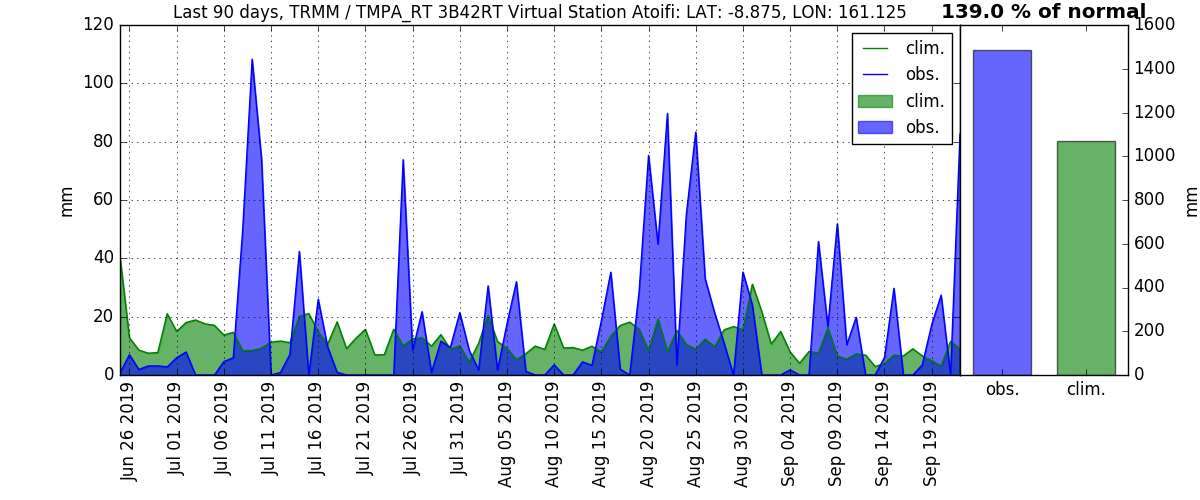 Last 90 days, TRMM / TMPA_RT 3B42RT Virtual Station Atoifi: LAT: -8.875, LON: 161.125
139.0 % of normal
120
100
80
60
40
20
0
mm
clim.
obs.
clim.
obs.
1600
1400
1200
1000
800
600
400
200
0
mm
obs.
clim.
Jun 26 2019
Jul 01 2019
Jul 06 2019
Jul 11 2019
Jul 16 2019
Jul 21 2019
Jul 26 2019
Jul 31 2019
Aug 05 2019
Aug 10 2019
Aug 15 2019
Aug 20 2019
Aug 25 2019
Aug 30 2019
Sep 04 2019
Sep 09 2019
Sep 14 2019
Sep 19 2019